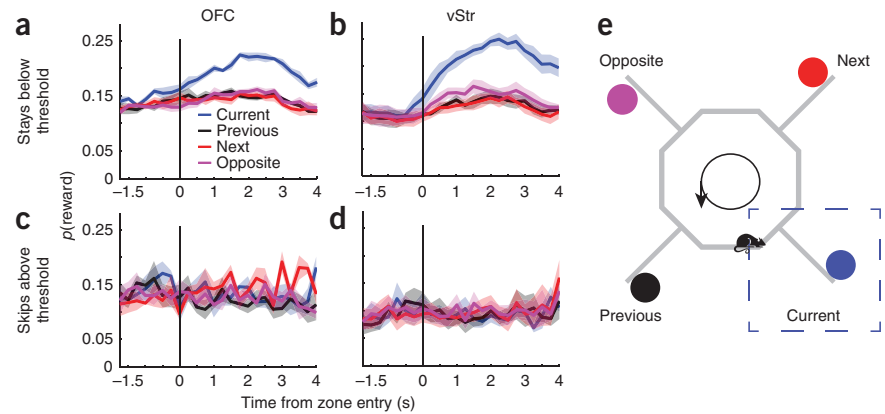 a
OFC
b
vStr
e
Stays below
threshold
0.25
0.15
0.05
0
Current
Previous
Next
Opposite
–1.5 0 1 2 3 4
–1.5 0 1 2 3 4
p(reward)
c
d
Skips above
threshold
0.25
0.15
0.05
0
–1.5 0 1 2 3 4
–1.5 0 1 2 3 4
Time from zone entry (s)
Opposite
Next
Previous
Current